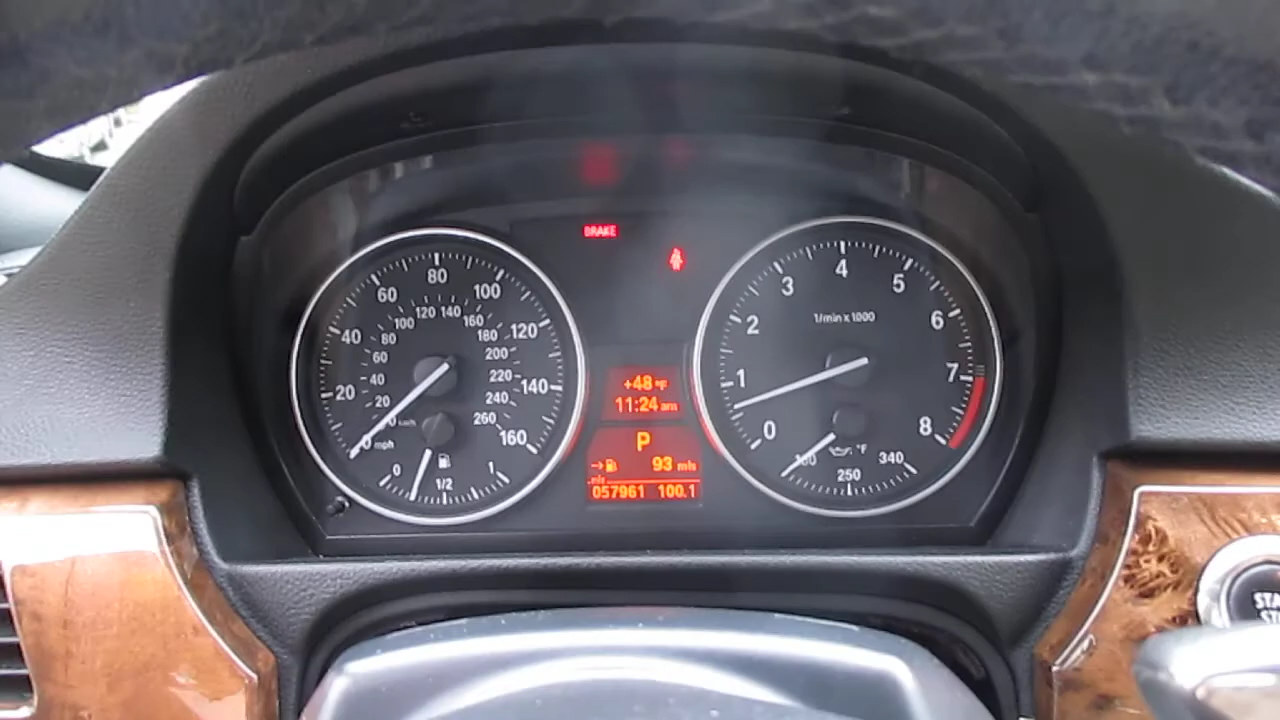 BRAKE
20 40 60 80 100 120 140 160
20 40 60 80 100 120 140 160 180 200 220 240 260
0 mph
0 1/2 1
+48 °F
11:24 am
P
93 mls
mls
057961 100.1
0 1 2 3 4 5 6 7 8
1/min x 1000
°F
250 340